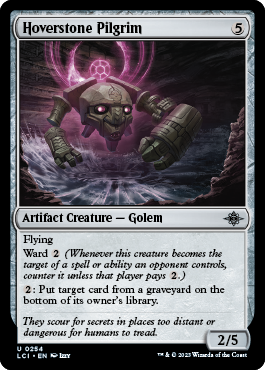 Hoverstone Pilgrim 5
Artifact Creature — Golem
Flying
Ward 2 (Whenever this creature becomes the
target of a spell or ability an opponent controls,
counter it unless that player pays 2.)
2: Put target card from a graveyard on the
bottom of its owner's library.
They scour for secrets in places too distant or
dangerous for humans to tread.
2/5
U 0254
LCI • EN Izzy
™ & © 2023 Wizards of the Coast